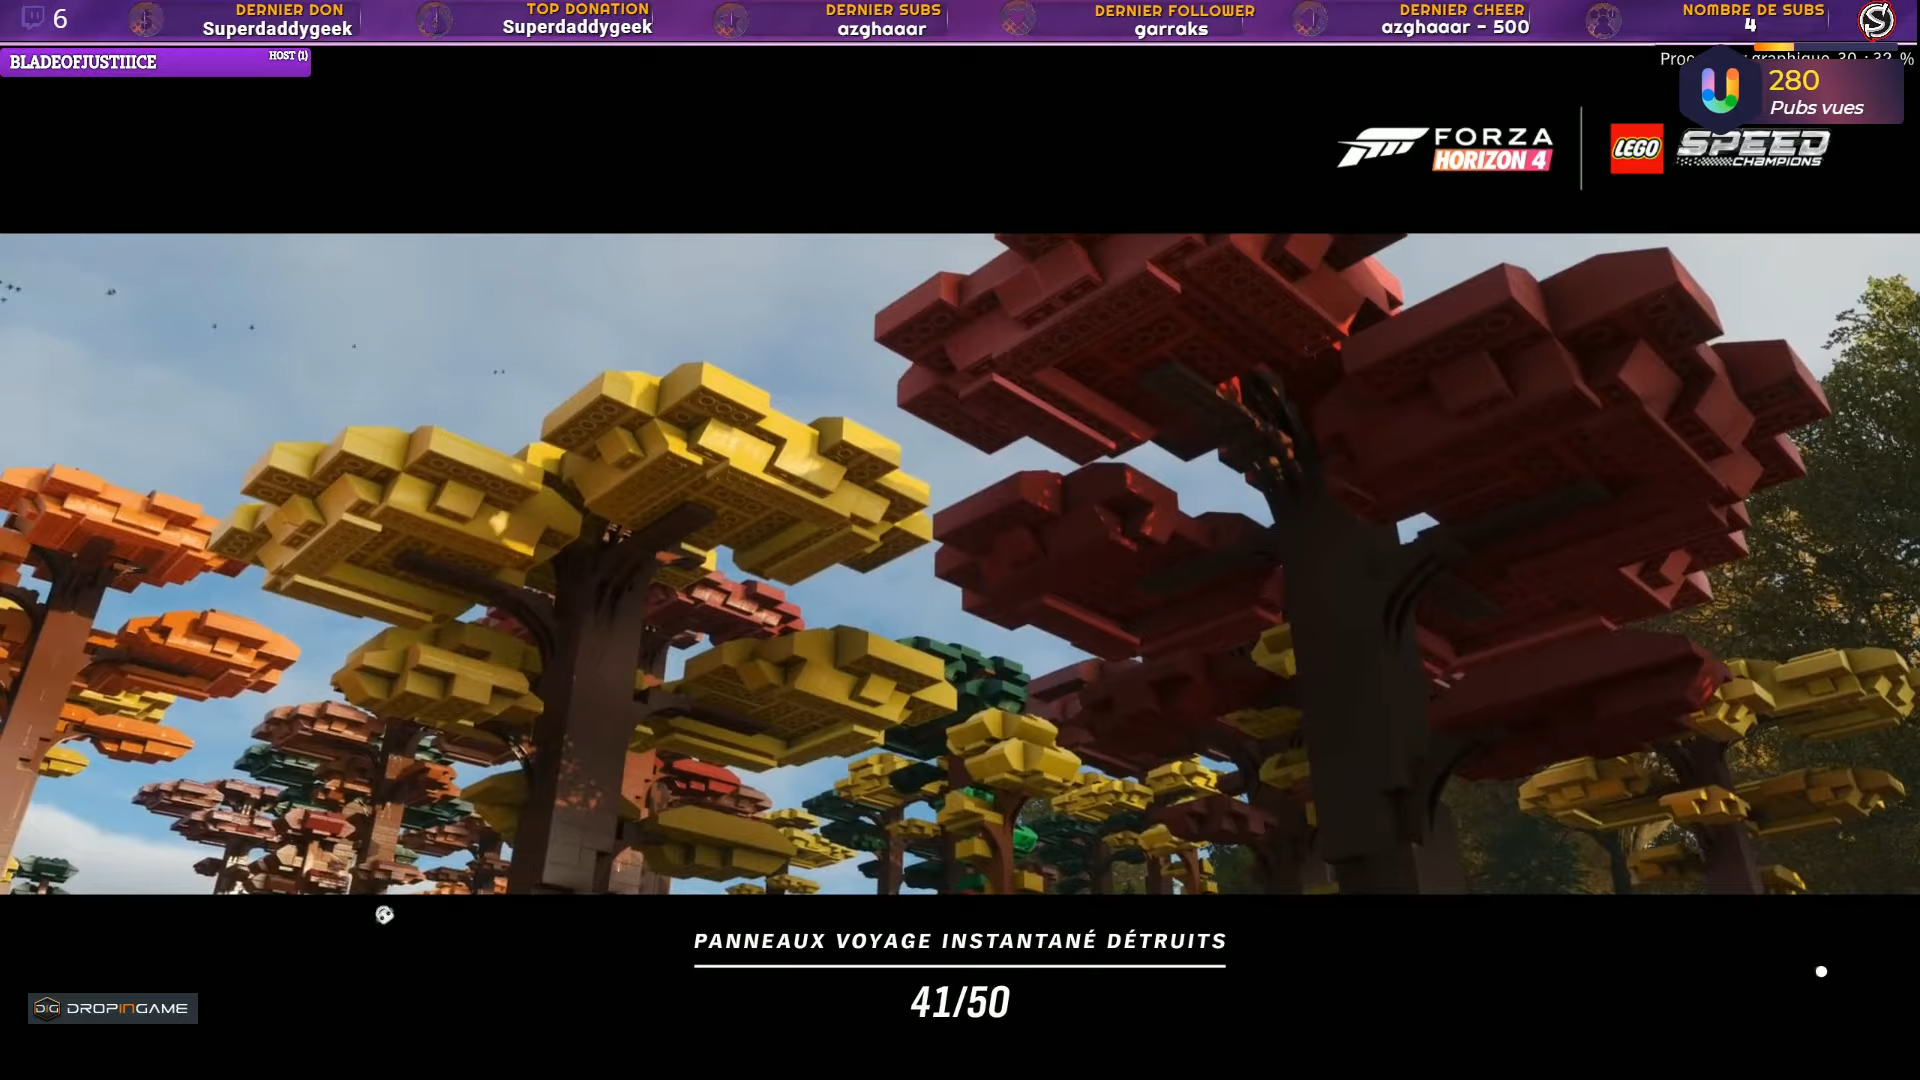 6
DERNIER DON
Superdaddygeek
TOP DONATION
Superdaddygeek
DERNIER SUBS
azghaaar
DERNIER FOLLOWER
garraks
DERNIER CHEER
azghaaar - 500
NOMBRE DE SUBS
4
BLADEOFJUSTIIICE
HOST (1)
280
Pubs vues
FORZA
HORIZON 4
LEGO
SPEED
CHAMPIONS
PANNEAUX VOYAGE INSTANTANÉ DÉTRUITS
41/50
DIG DROPINGAME